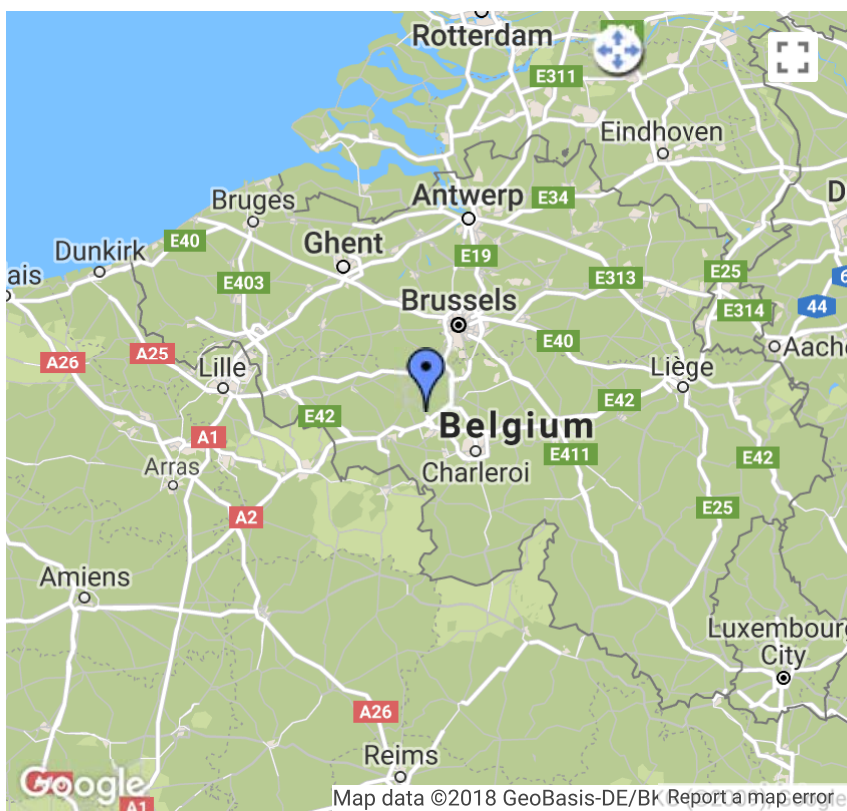 Rotterdam
E311
Eindhoven
Bruges
Antwerp
E34
D
E40
Dunkirk
Ghent
E19
E403
E313
E25
ais
Brussels
E314
44
6
A26
A25
Lille
E40
Aache
Liège
E42
E42
A1
Belgium
Arras
Charleroi
E411
E42
A2
E25
Amiens
Luxembourg
City
A26
Reims
Google
A1
Map data ©2018 GeoBasis-DE/BK
Report a map error